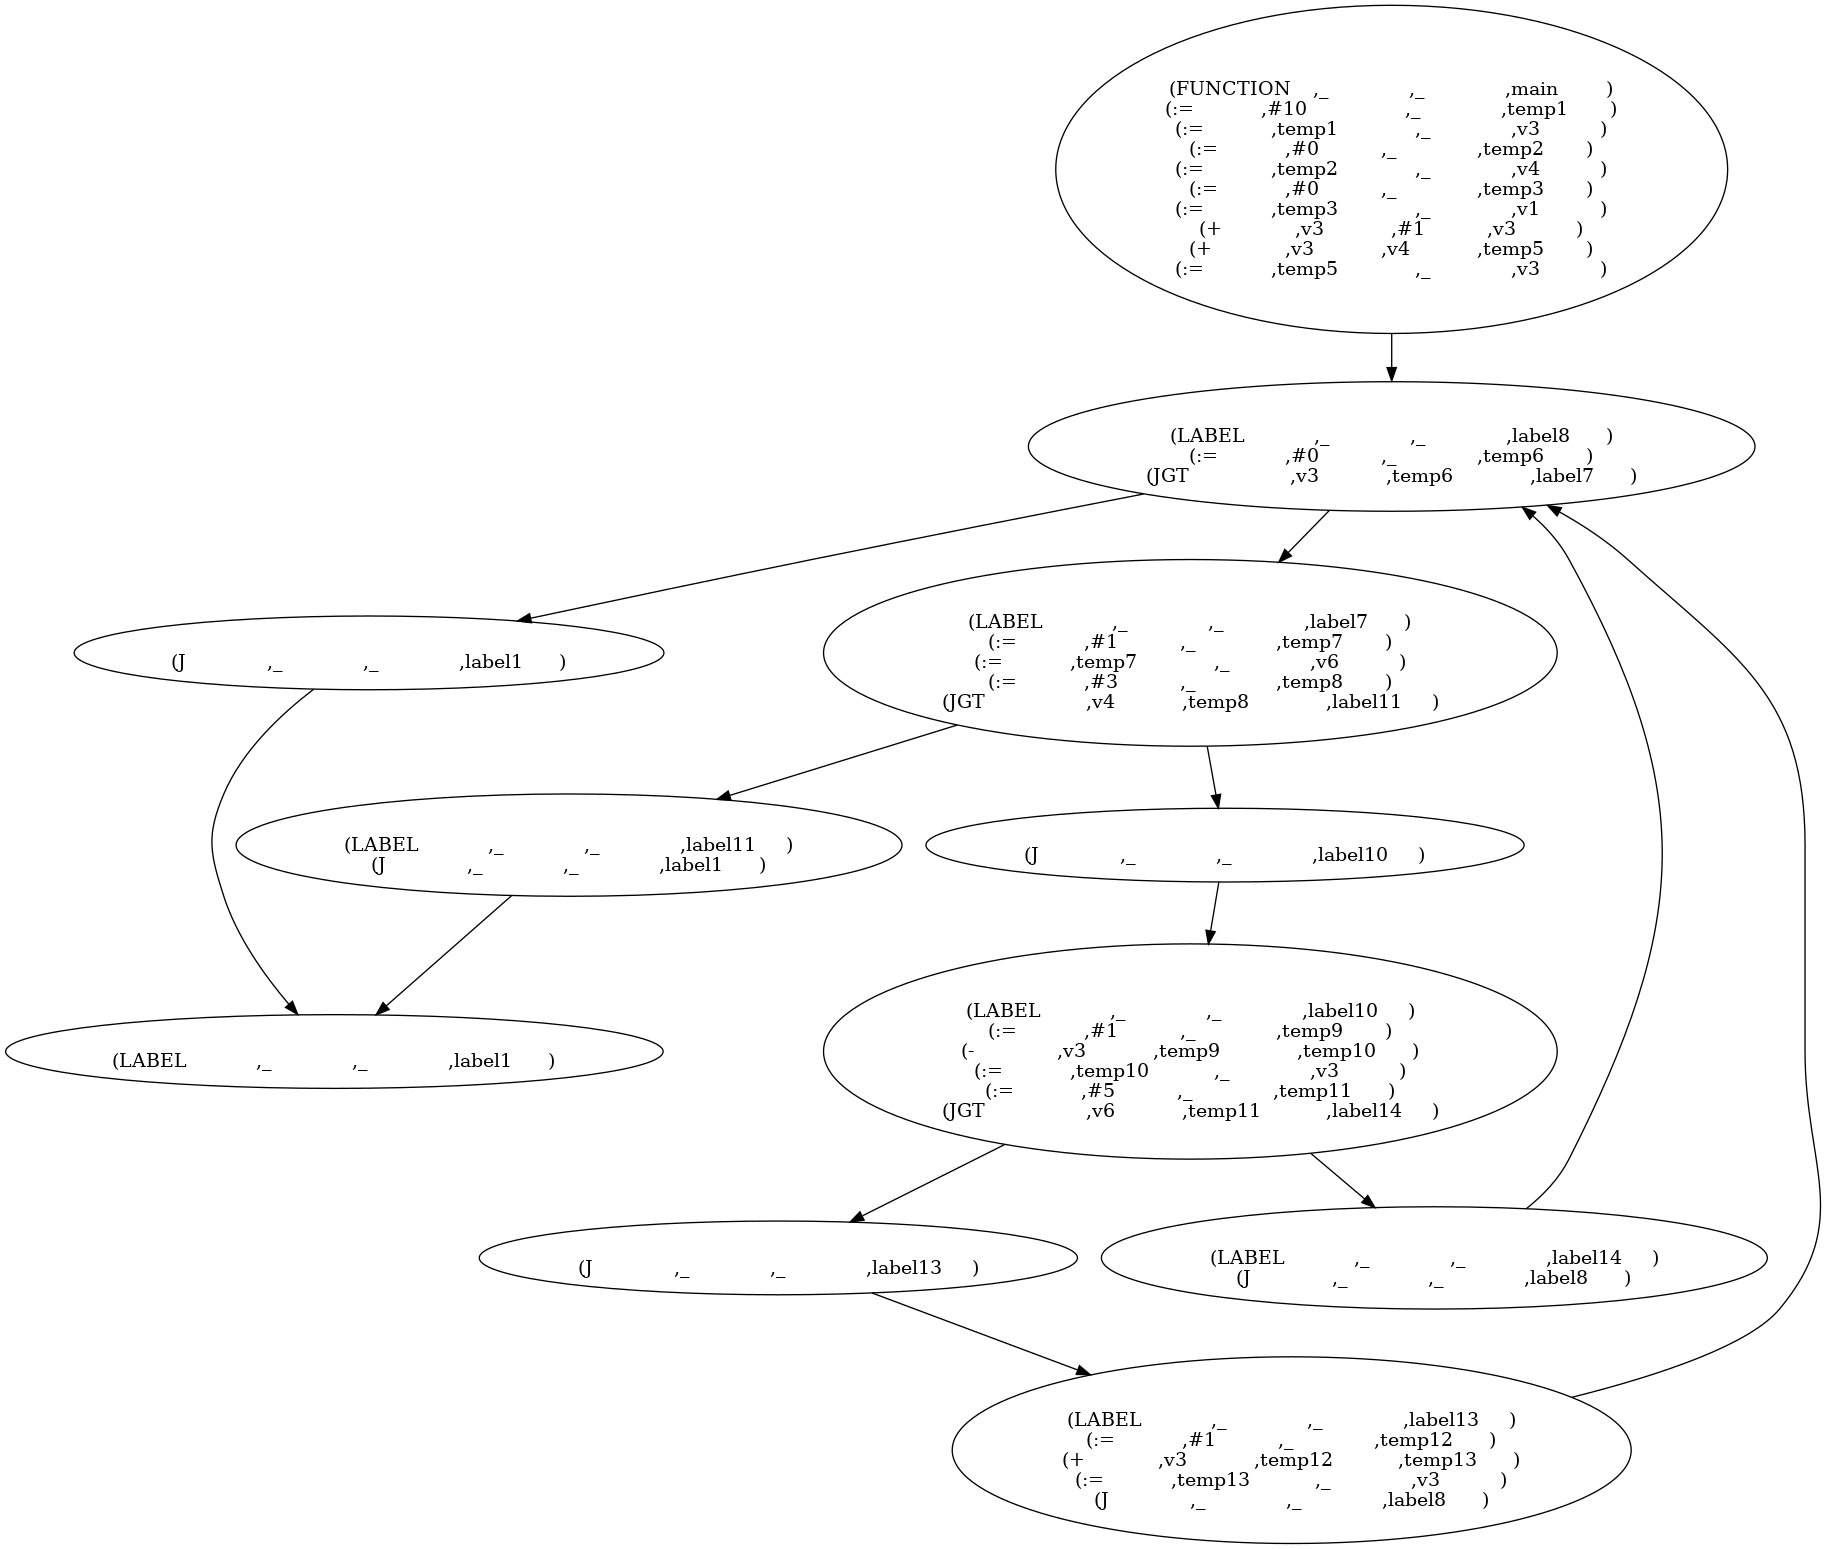 (FUNCTION ,_ ,_ ,main )
(:= ,#10 ,_ ,temp1 )
(:= ,temp1 ,_ ,v3 )
(:= ,#0 ,_ ,temp2 )
(:= ,temp2 ,_ ,v4 )
(:= ,#0 ,_ ,temp3 )
(:= ,temp3 ,_ ,v1 )
(+ ,v3 ,#1 ,v3 )
(+ ,v3 ,v4 ,temp5 )
(:= ,temp5 ,_ ,v3 )
(LABEL ,_ ,_ ,label8 )
(:= ,#0 ,_ ,temp6 )
(JGT ,v3 ,temp6 ,label7 )
(J ,_ ,_ ,label1 )
(LABEL ,_ ,_ ,label7 )
(:= ,#1 ,_ ,temp7 )
(:= ,temp7 ,_ ,v6 )
(:= ,#3 ,_ ,temp8 )
(JGT ,v4 ,temp8 ,label11 )
(LABEL ,_ ,_ ,label11 )
(J ,_ ,_ ,label1 )
(J ,_ ,_ ,label10 )
(LABEL ,_ ,_ ,label1 )
(LABEL ,_ ,_ ,label10 )
(:= ,#1 ,_ ,temp9 )
(- ,v3 ,temp9 ,temp10 )
(:= ,temp10 ,_ ,v3 )
(:= ,#5 ,_ ,temp11 )
(JGT ,v6 ,temp11 ,label14 )
(J ,_ ,_ ,label13 )
(LABEL ,_ ,_ ,label14 )
(J ,_ ,_ ,label8 )
(LABEL ,_ ,_ ,label13 )
(:= ,#1 ,_ ,temp12 )
(+ ,v3 ,temp12 ,temp13 )
(:= ,temp13 ,_ ,v3 )
(J ,_ ,_ ,label8 )